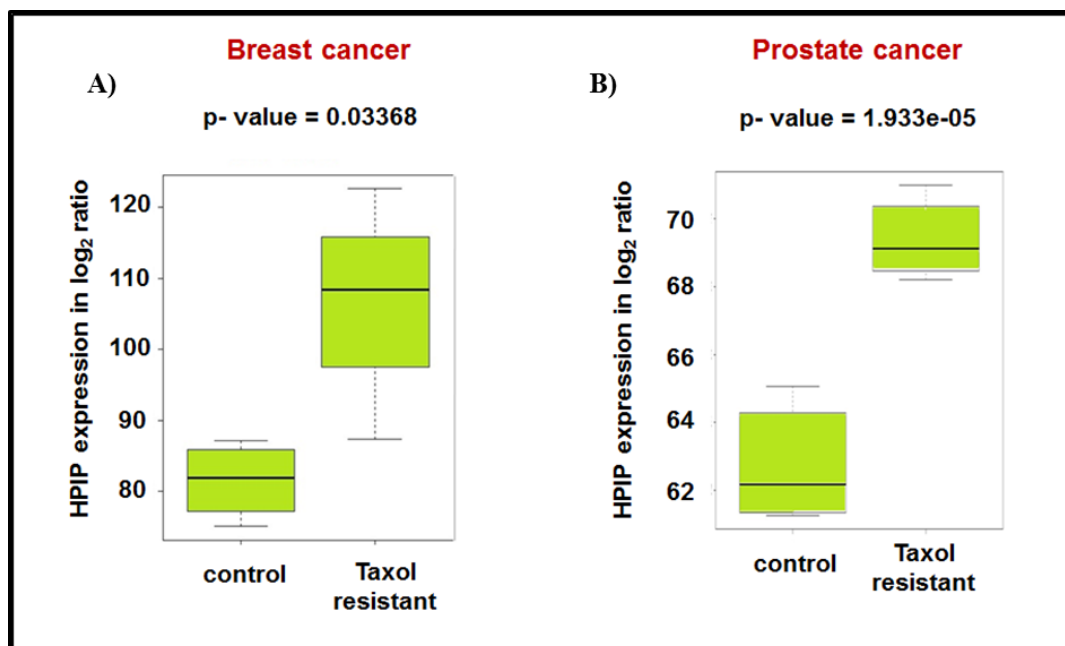 Breast cancer
A)
p- value = 0.03368
HPIP expression in log₂ ratio
120
110
100
90
80
control
Taxol
resistant
Prostate cancer
B)
p- value = 1.933e-05
HPIP expression in log₂ ratio
70
68
66
64
62
control
Taxol
resistant